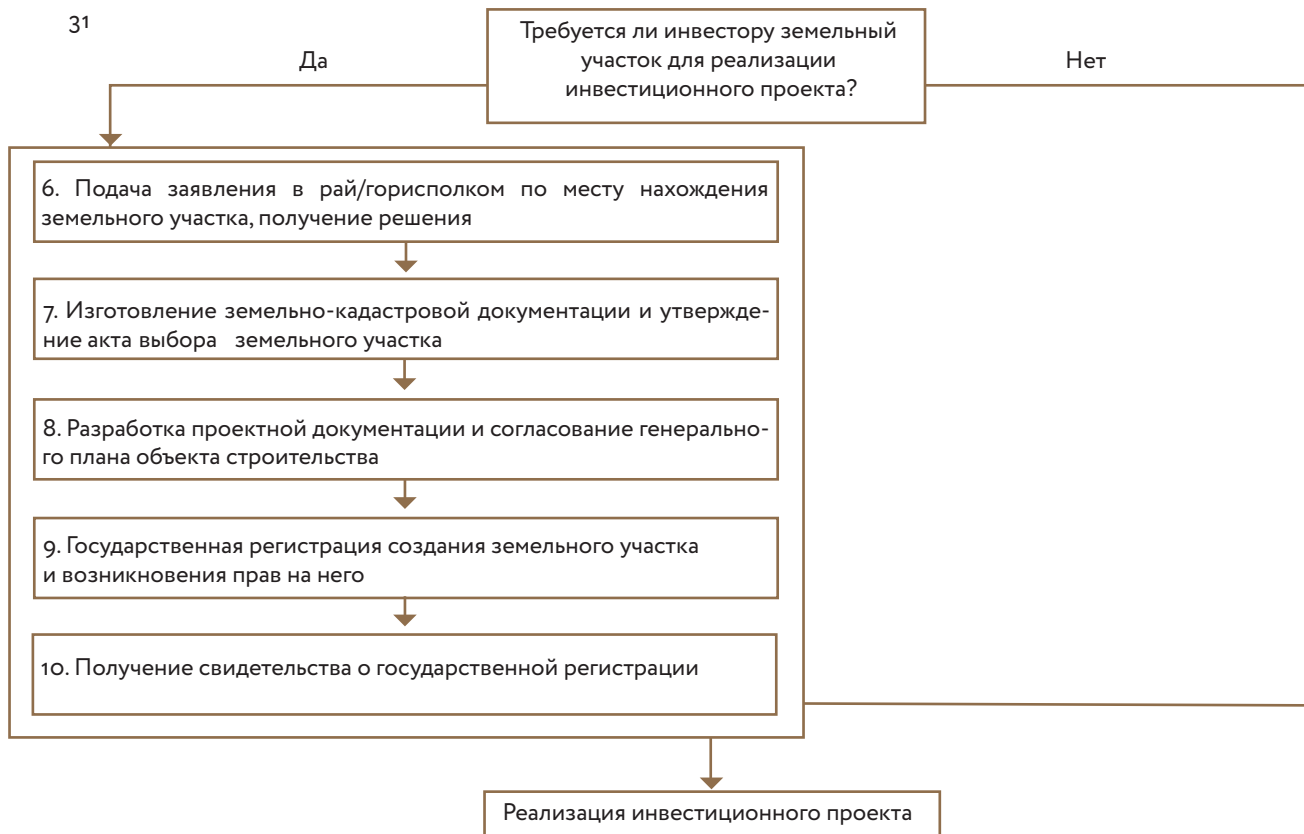 31
Требуется ли инвестору земельный
участок для реализации
инвестиционного проекта?
Да
Нет
6. Подача заявления в рай/горисполком по месту нахождения
земельного участка, получение решения
7. Изготовление земельно-кадастровой документации и утвержде-
ние акта выбора земельного участка
8. Разработка проектной документации и согласование генерально-
го плана объекта строительства
9. Государственная регистрация создания земельного участка
и возникновения прав на него
10. Получение свидетельства о государственной регистрации
Реализация инвестиционного проекта